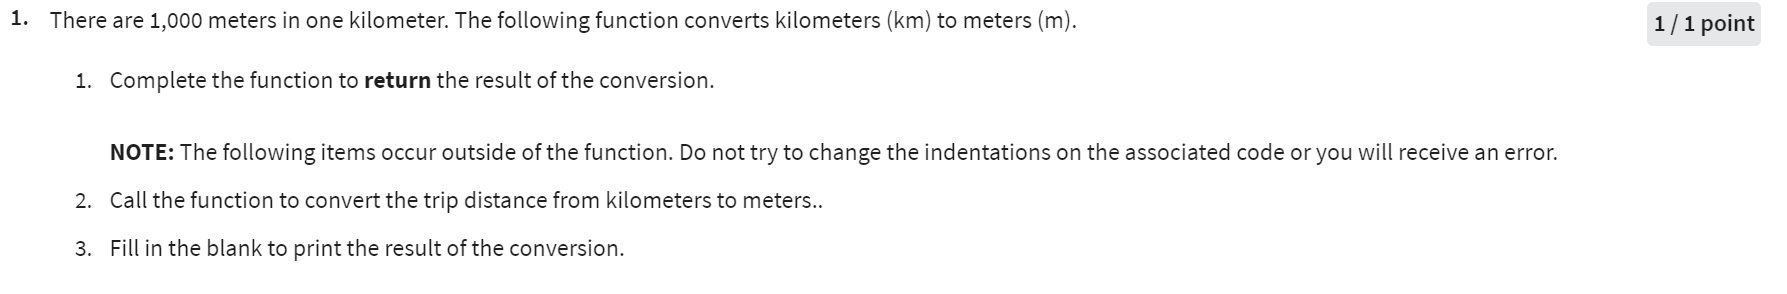 1. There are 1,000 meters in one kilometer. The following function converts kilometers (km) to meters (m).
1 / 1 point
1. Complete the function to return the result of the conversion.
NOTE: The following items occur outside of the function. Do not try to change the indentations on the associated code or you will receive an error.
2. Call the function to convert the trip distance from kilometers to meters..
3. Fill in the blank to print the result of the conversion.